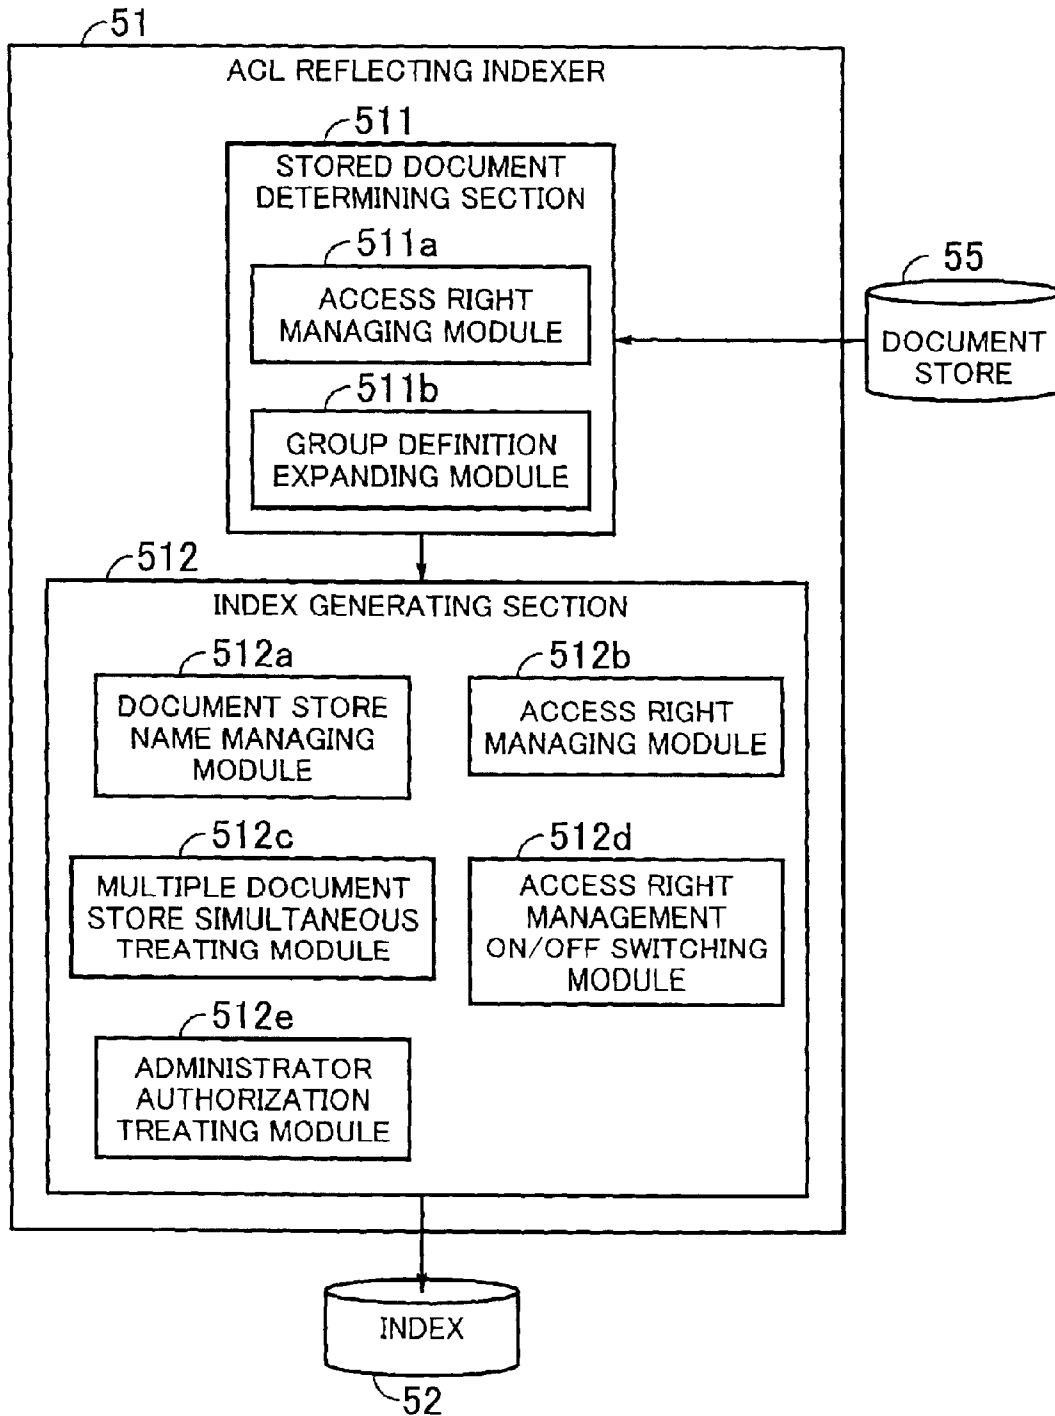 51
ACL REFLECTING INDEXER
511
STORED DOCUMENT
DETERMINING SECTION
511a
ACCESS RIGHT
MANAGING MODULE
511b
GROUP DEFINITION
EXPANDING MODULE
55
DOCUMENT
STORE
512
INDEX GENERATING SECTION
512a
DOCUMENT STORE
NAME MANAGING
MODULE
512b
ACCESS RIGHT
MANAGING MODULE
512c
MULTIPLE DOCUMENT
STORE SIMULTANEOUS
TREATING MODULE
512d
ACCESS RIGHT
MANAGEMENT
ON/OFF SWITCHING
MODULE
512e
ADMINISTRATOR
AUTHORIZATION
TREATING MODULE
INDEX
52